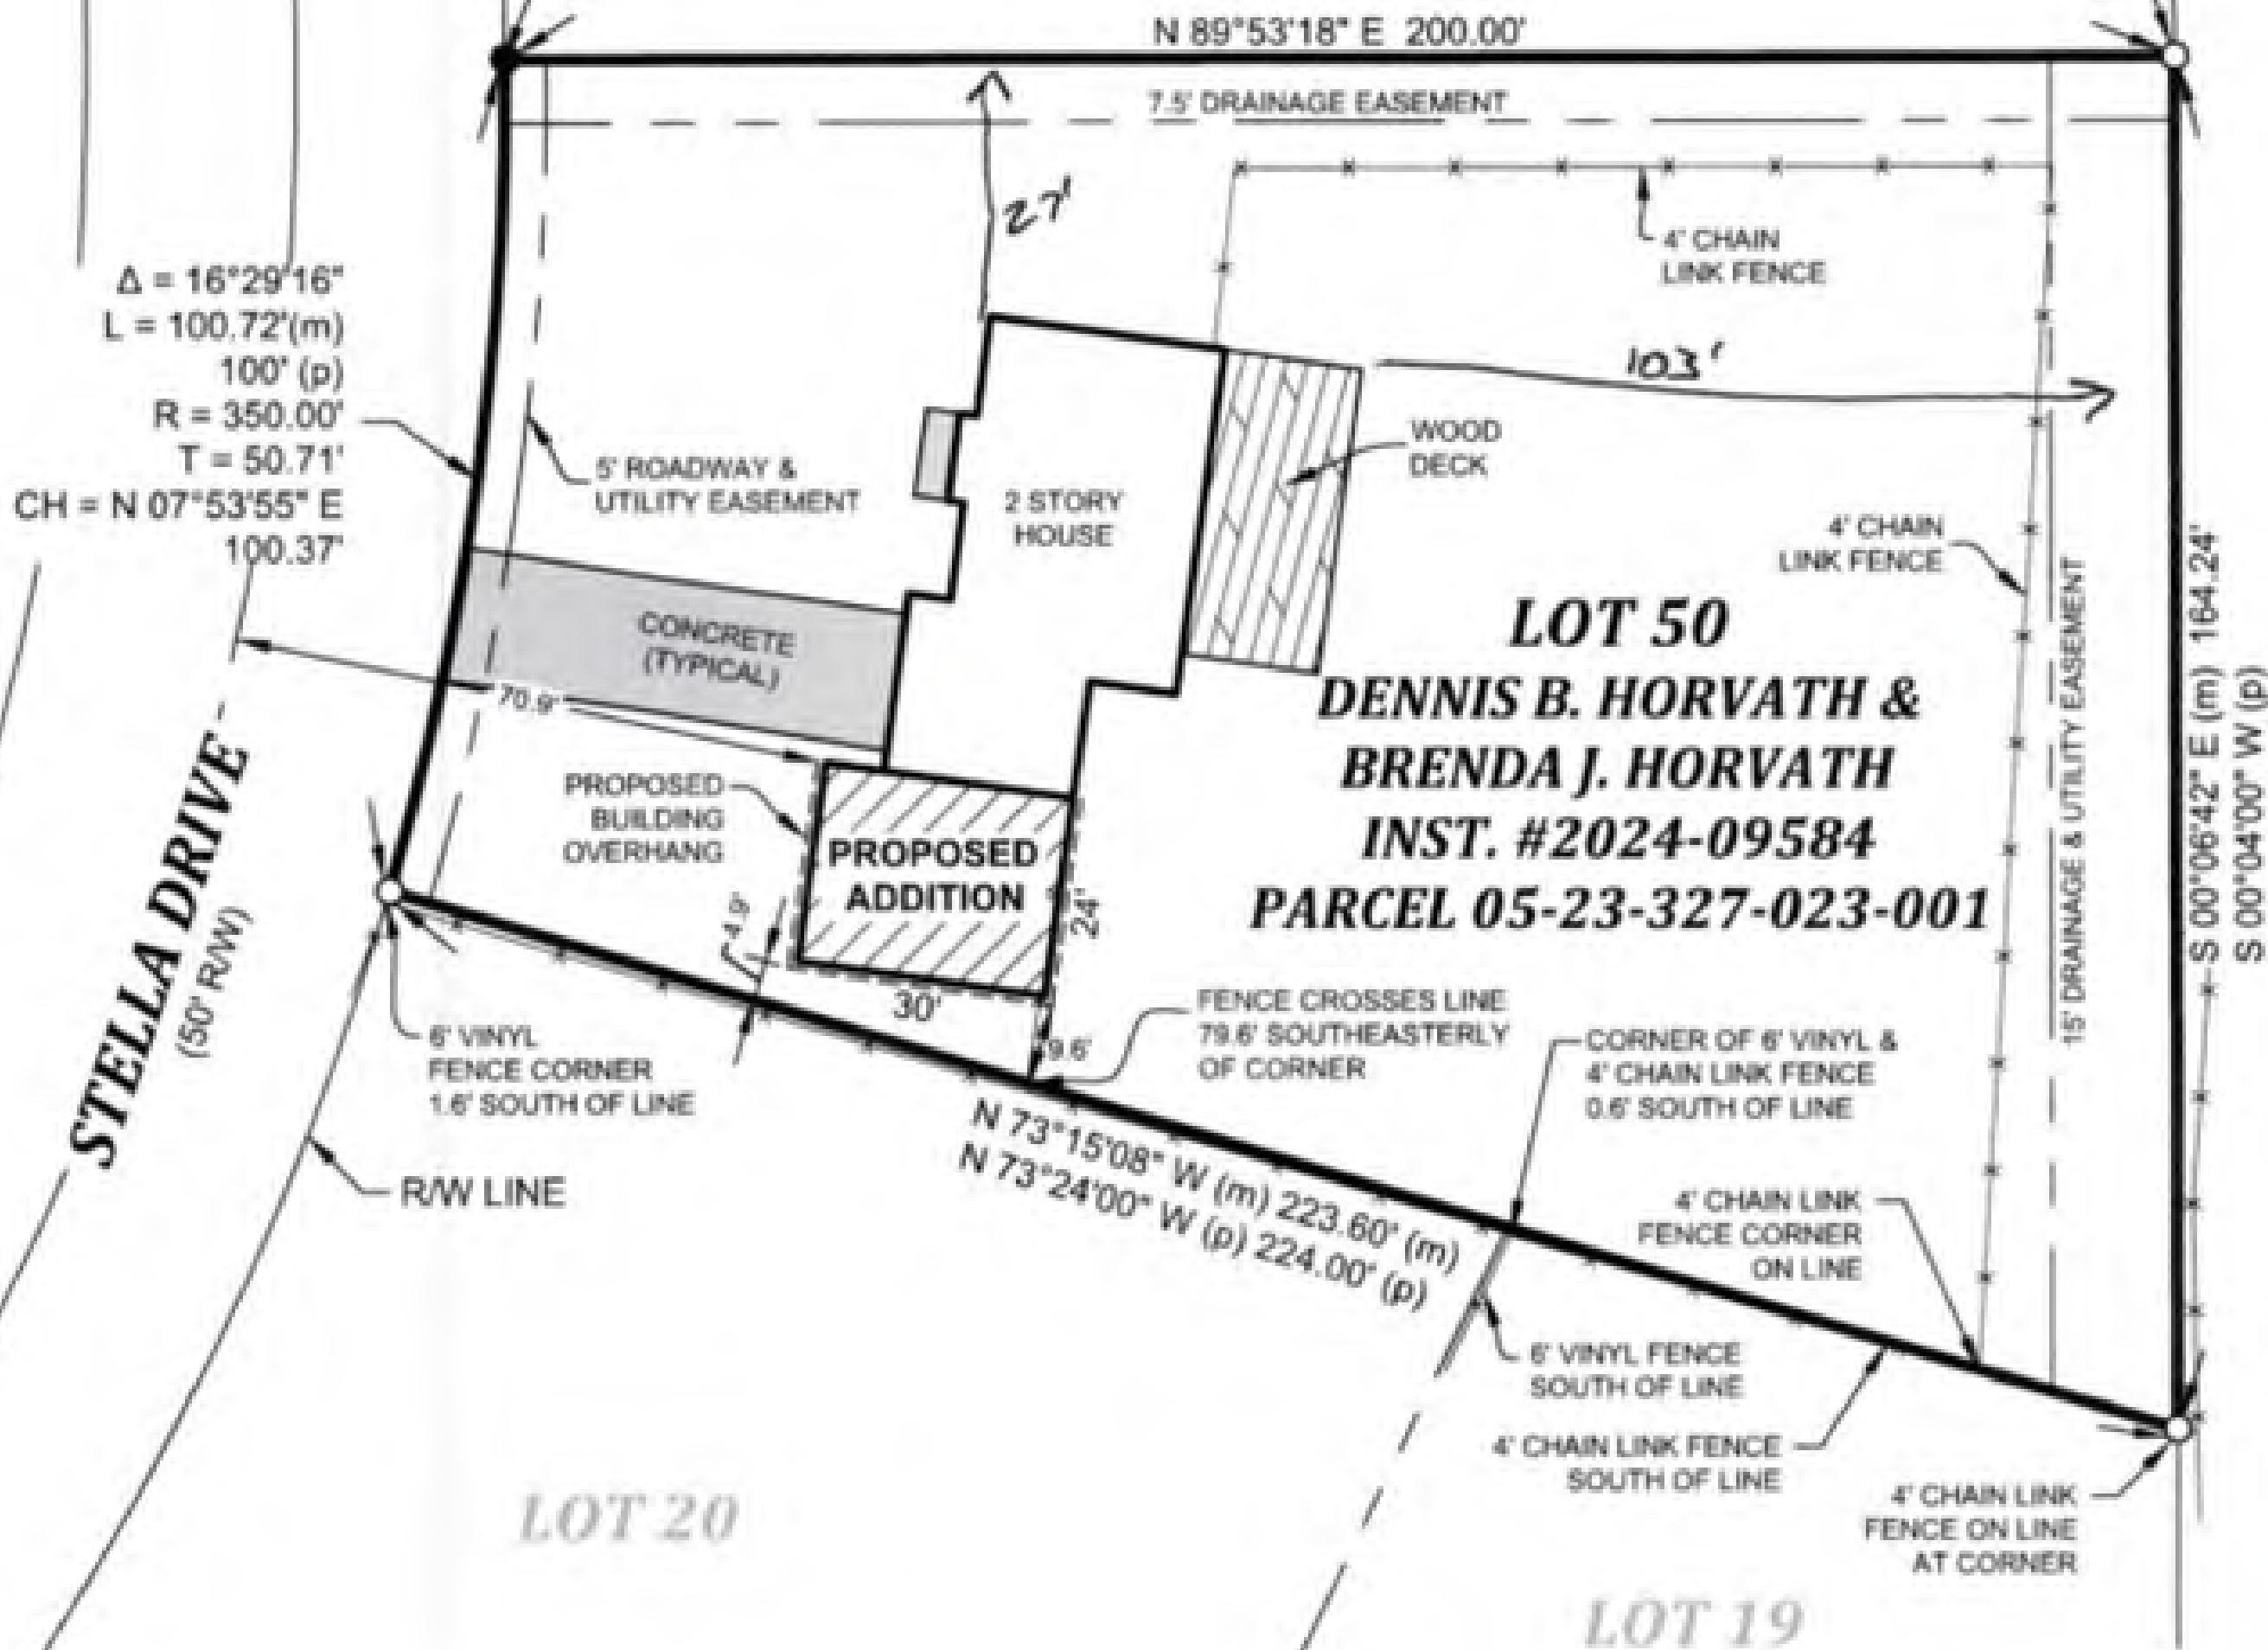 N 89°53'18" E 200.00'
7.5' DRAINAGE EASEMENT
27'
4' CHAIN
LINK FENCE
Δ = 16°29'16"
L = 100.72'(m)
100' (p)
R = 350.00'
T = 50.71'
CH = N 07°53'55" E
100.37'
103'
5' ROADWAY &
UTILITY EASEMENT
WOOD
DECK
2 STORY
HOUSE
4' CHAIN
LINK FENCE
CONCRETE
(TYPICAL)
70.9'
LOT 50
DENNIS B. HORVATH &
BRENDA J. HORVATH
INST. #2024-09584
PARCEL 05-23-327-023-001
15' DRAINAGE & UTILITY EASEMENT
S 00°06'42" E (m) 164.24'
S 00°04'00" W (p)
STELLA DRIVE
(50' R/W)
PROPOSED
BUILDING
OVERHANG
PROPOSED
ADDITION
24'
4.9'
30'
9.6'
FENCE CROSSES LINE
79.6' SOUTHEASTERLY
OF CORNER
CORNER OF 6' VINYL &
4' CHAIN LINK FENCE
0.6' SOUTH OF LINE
6' VINYL
FENCE CORNER
1.6' SOUTH OF LINE
N 73°15'08" W (m) 223.60' (m)
N 73°24'00" W (p) 224.00' (p)
R/W LINE
4' CHAIN LINK
FENCE CORNER
ON LINE
6' VINYL FENCE
SOUTH OF LINE
4' CHAIN LINK FENCE
SOUTH OF LINE
4' CHAIN LINK
FENCE ON LINE
AT CORNER
LOT 20
LOT 19